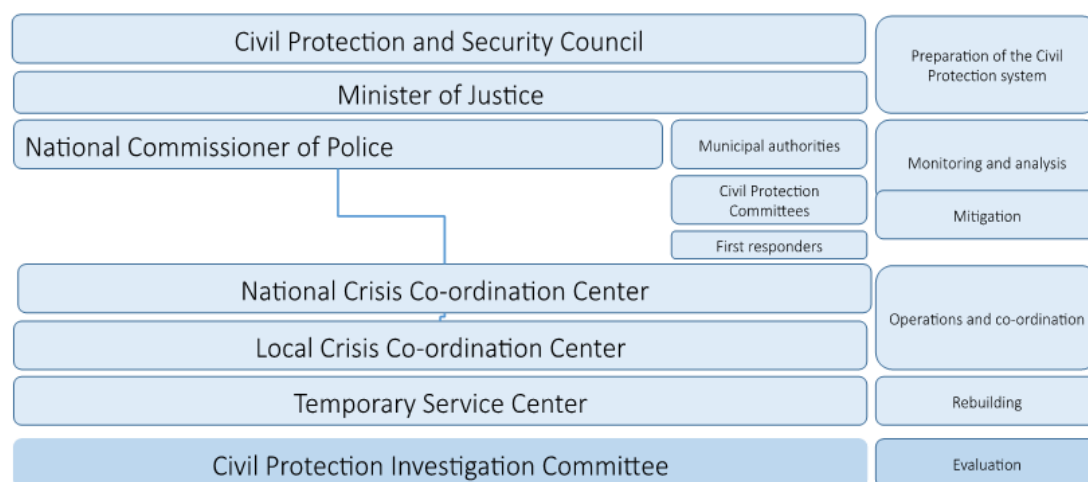 Civil Protection and Security Council
Preparation of the Civil
Protection system
Minister of Justice
National Commissioner of Police
Municipal authorities
Monitoring and analysis
Civil Protection
Committees
Mitigation
First responders
National Crisis Co-ordination Center
Operations and co-ordination
Local Crisis Co-ordination Center
Temporary Service Center
Rebuilding
Civil Protection Investigation Committee
Evaluation